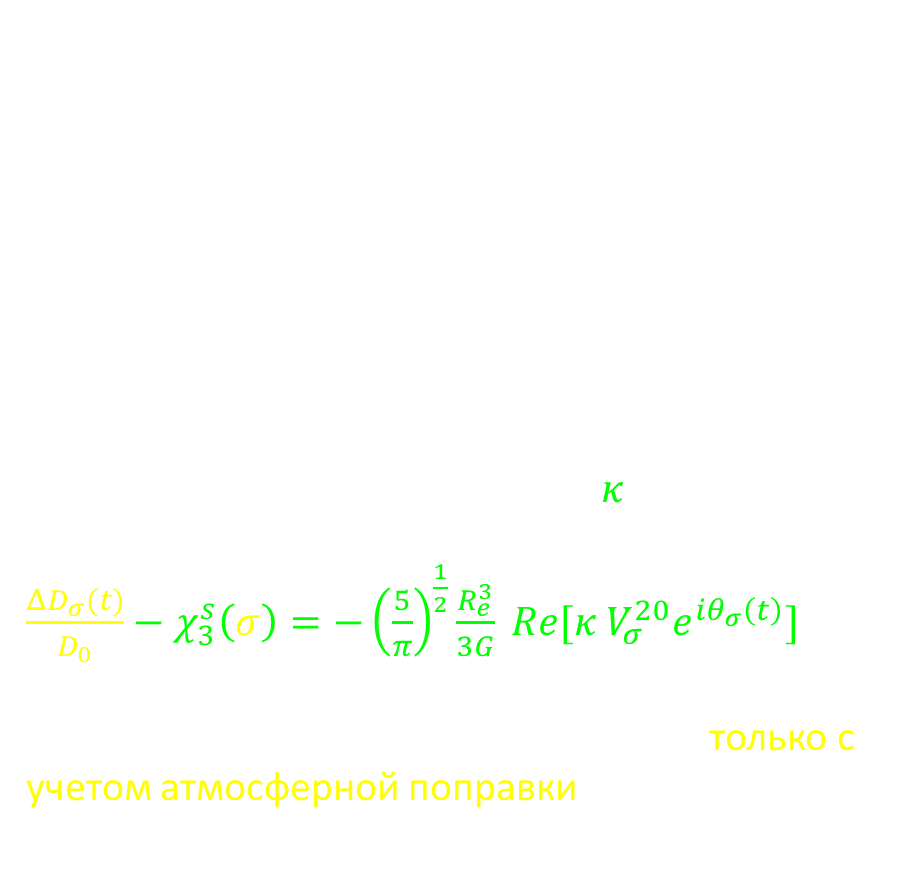 κ
ΔD_σ(t)/D_0 − χ_3^s(σ) = −(5/π)^{1/2} R_e^3/3G Re[κ V_σ^{20} e^{iθ_σ(t)}]
только с
учетом атмосферной поправки